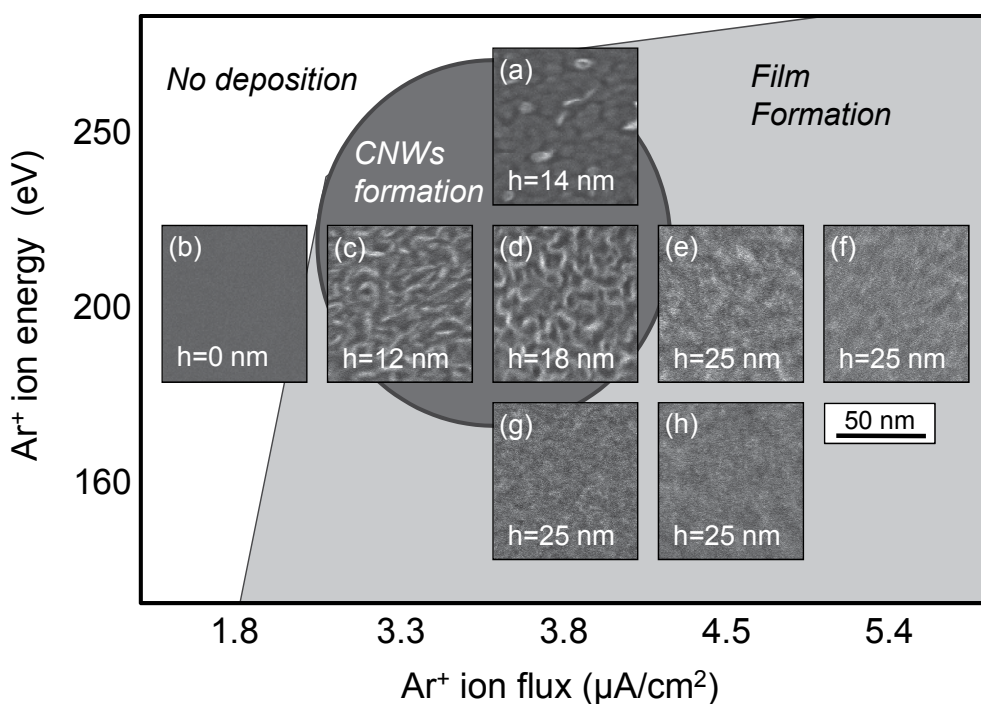 No deposition
Film
Formation
CNWs
formation
(a)
h=14 nm
(b)
h=0 nm
(c)
h=12 nm
(d)
h=18 nm
(e)
h=25 nm
(f)
h=25 nm
(g)
h=25 nm
(h)
h=25 nm
50 nm
Ar⁺ ion energy (eV)
250
200
160
1.8 3.3 3.8 4.5 5.4
Ar⁺ ion flux (μA/cm²)